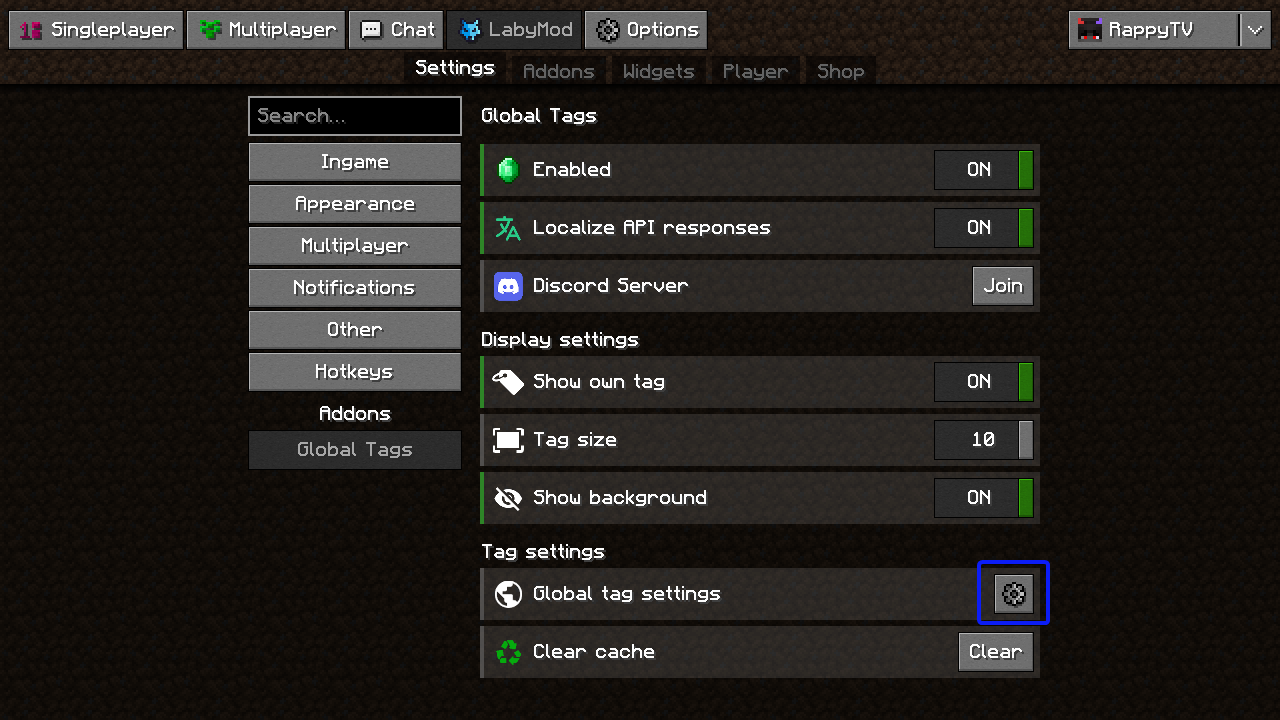 Singleplayer Multiplayer Chat LabyMod Options RappyTV
Settings Addons Widgets Player Shop
Search...
Ingame
Appearance
Multiplayer
Notifications
Other
Hotkeys
Addons
Global Tags
Global Tags
Enabled ON
Localize API responses ON
Discord Server Join
Display settings
Show own tag ON
Tag size 10
Show background ON
Tag settings
Global tag settings
Clear cache Clear